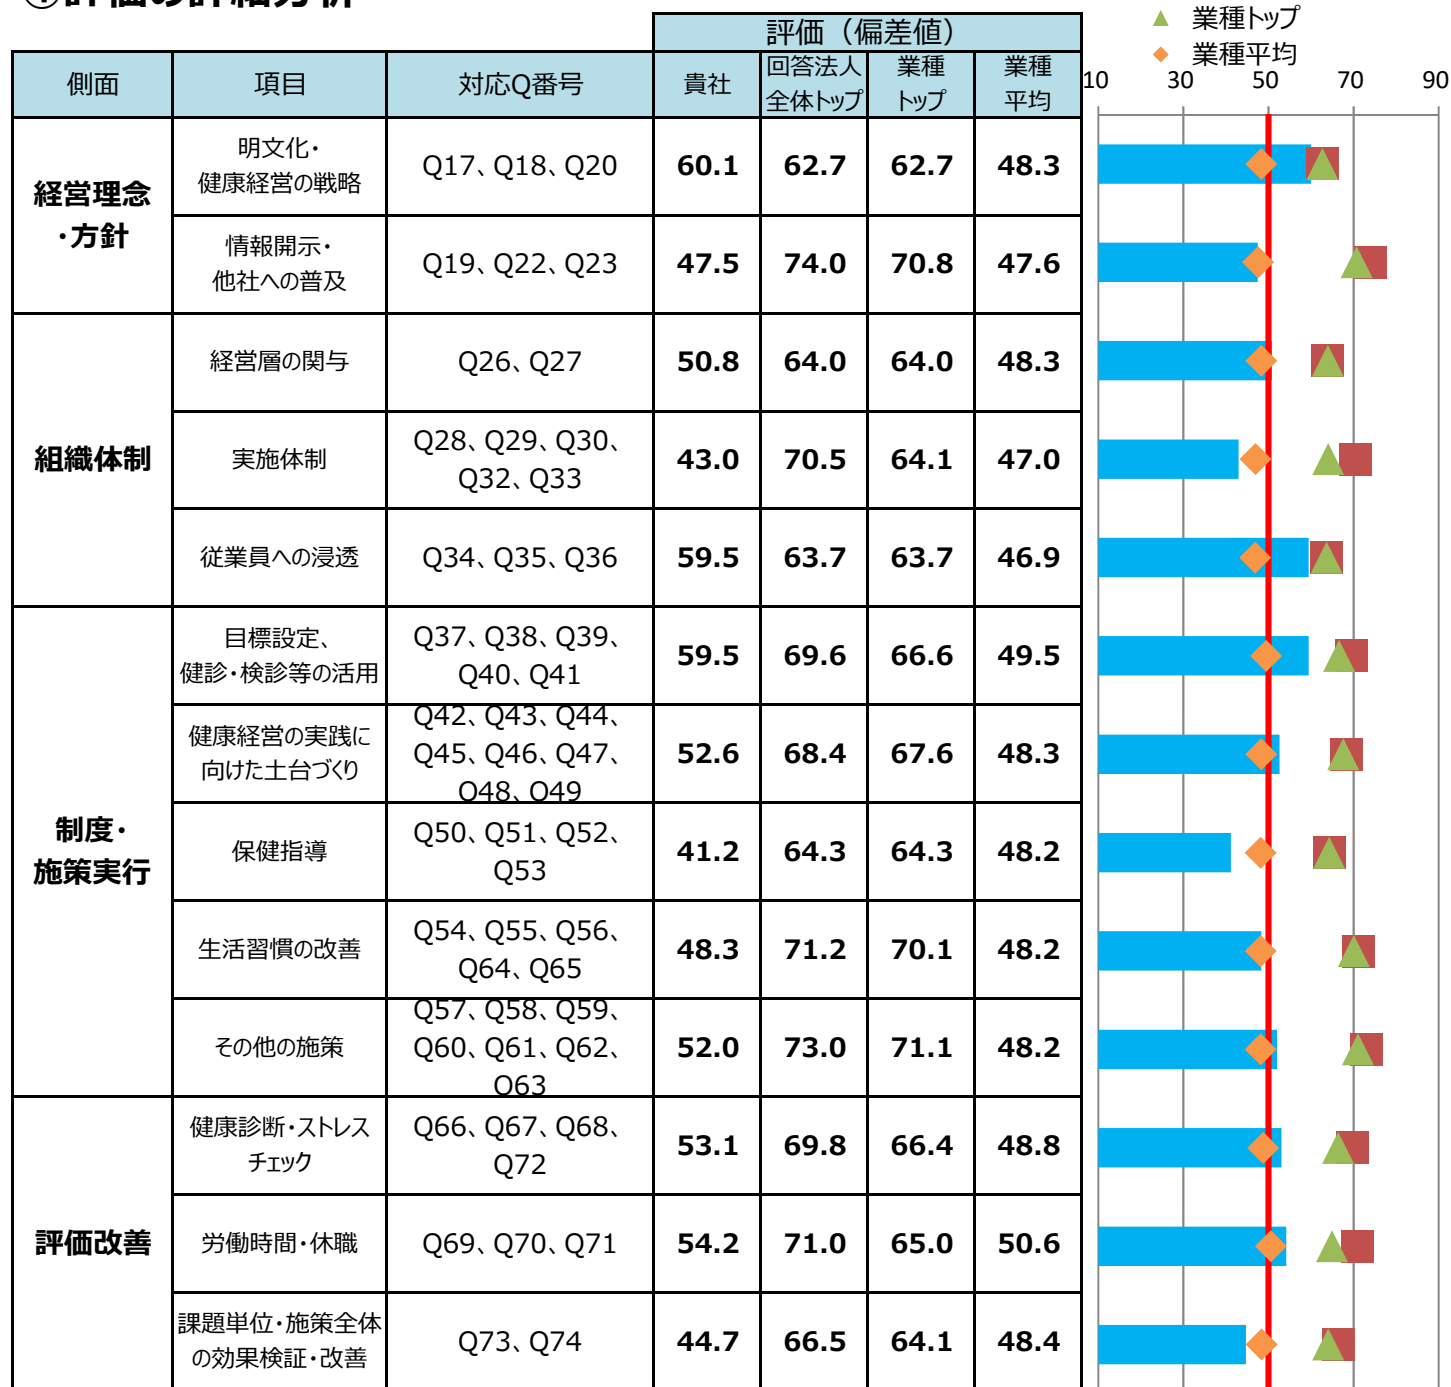 ①評価の詳細分析
業種トップ
業種平均
評価（偏差値）
側面 項目 対応Q番号 貴社 回答法人 業種 業種
全体トップ トップ 平均
10 30 50 70 90
経営理念
・方針
明文化・
健康経営の戦略
Q17、Q18、Q20 60.1 62.7 62.7 48.3
情報開示・
他社への普及
Q19、Q22、Q23 47.5 74.0 70.8 47.6
組織体制
経営層の関与 Q26、Q27 50.8 64.0 64.0 48.3
実施体制
Q28、Q29、Q30、
Q32、Q33
43.0 70.5 64.1 47.0
従業員への浸透 Q34、Q35、Q36 59.5 63.7 63.7 46.9
制度・
施策実行
目標設定、
健診・検診等の活用
Q37、Q38、Q39、
Q40、Q41
59.5 69.6 66.6 49.5
健康経営の実践に
向けた土台づくり
Q42、Q43、Q44、
Q45、Q46、Q47、
Q48、Q49
52.6 68.4 67.6 48.3
保健指導
Q50、Q51、Q52、
Q53
41.2 64.3 64.3 48.2
生活習慣の改善
Q54、Q55、Q56、
Q64、Q65
48.3 71.2 70.1 48.2
その他の施策
Q57、Q58、Q59、
Q60、Q61、Q62、
Q63
52.0 73.0 71.1 48.2
評価改善
健康診断・ストレス
チェック
Q66、Q67、Q68、
Q72
53.1 69.8 66.4 48.8
労働時間・休職 Q69、Q70、Q71 54.2 71.0 65.0 50.6
課題単位・施策全体
の効果検証・改善
Q73、Q74 44.7 66.5 64.1 48.4